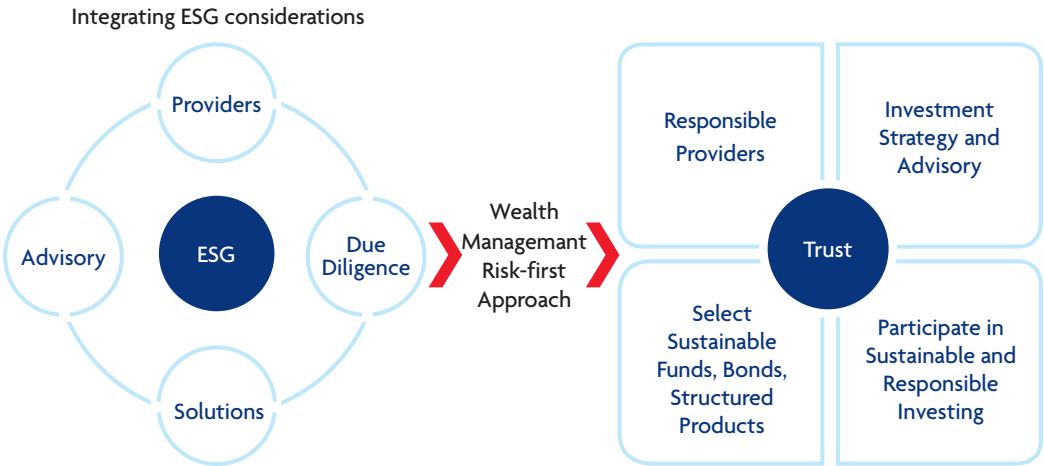 Integrating ESG considerations
Providers
Advisory
ESG
Due
Diligence
Solutions
Wealth
Managemant
Risk-first
Approach
Responsible
Providers
Investment
Strategy and
Advisory
Trust
Select
Sustainable
Funds, Bonds,
Structured
Products
Participate in
Sustainable and
Responsible
Investing